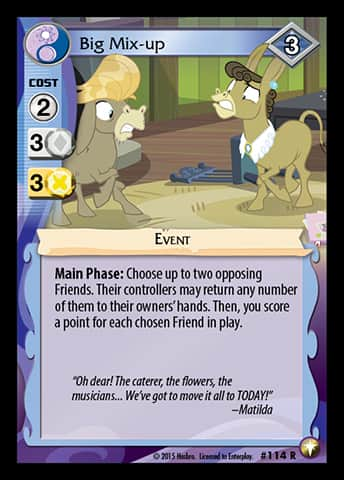 Big Mix-up
3
COST
2
3
3
EVENT
Main Phase: Choose up to two opposing
Friends. Their controllers may return any number
of them to their owners' hands. Then, you score
a point for each chosen Friend in play.
"Oh dear! The caterer, the flowers, the
musicians... We've got to move it all to TODAY!"
–Matilda
© 2015 Hasbro. Licensed to Enterplay. #114 R